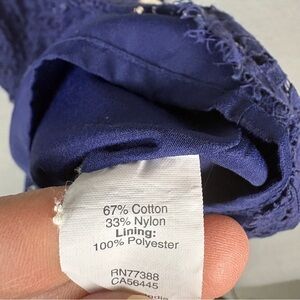 67% Cotton
33% Nylon
Lining:
100% Polyester
RN77388
CA56445